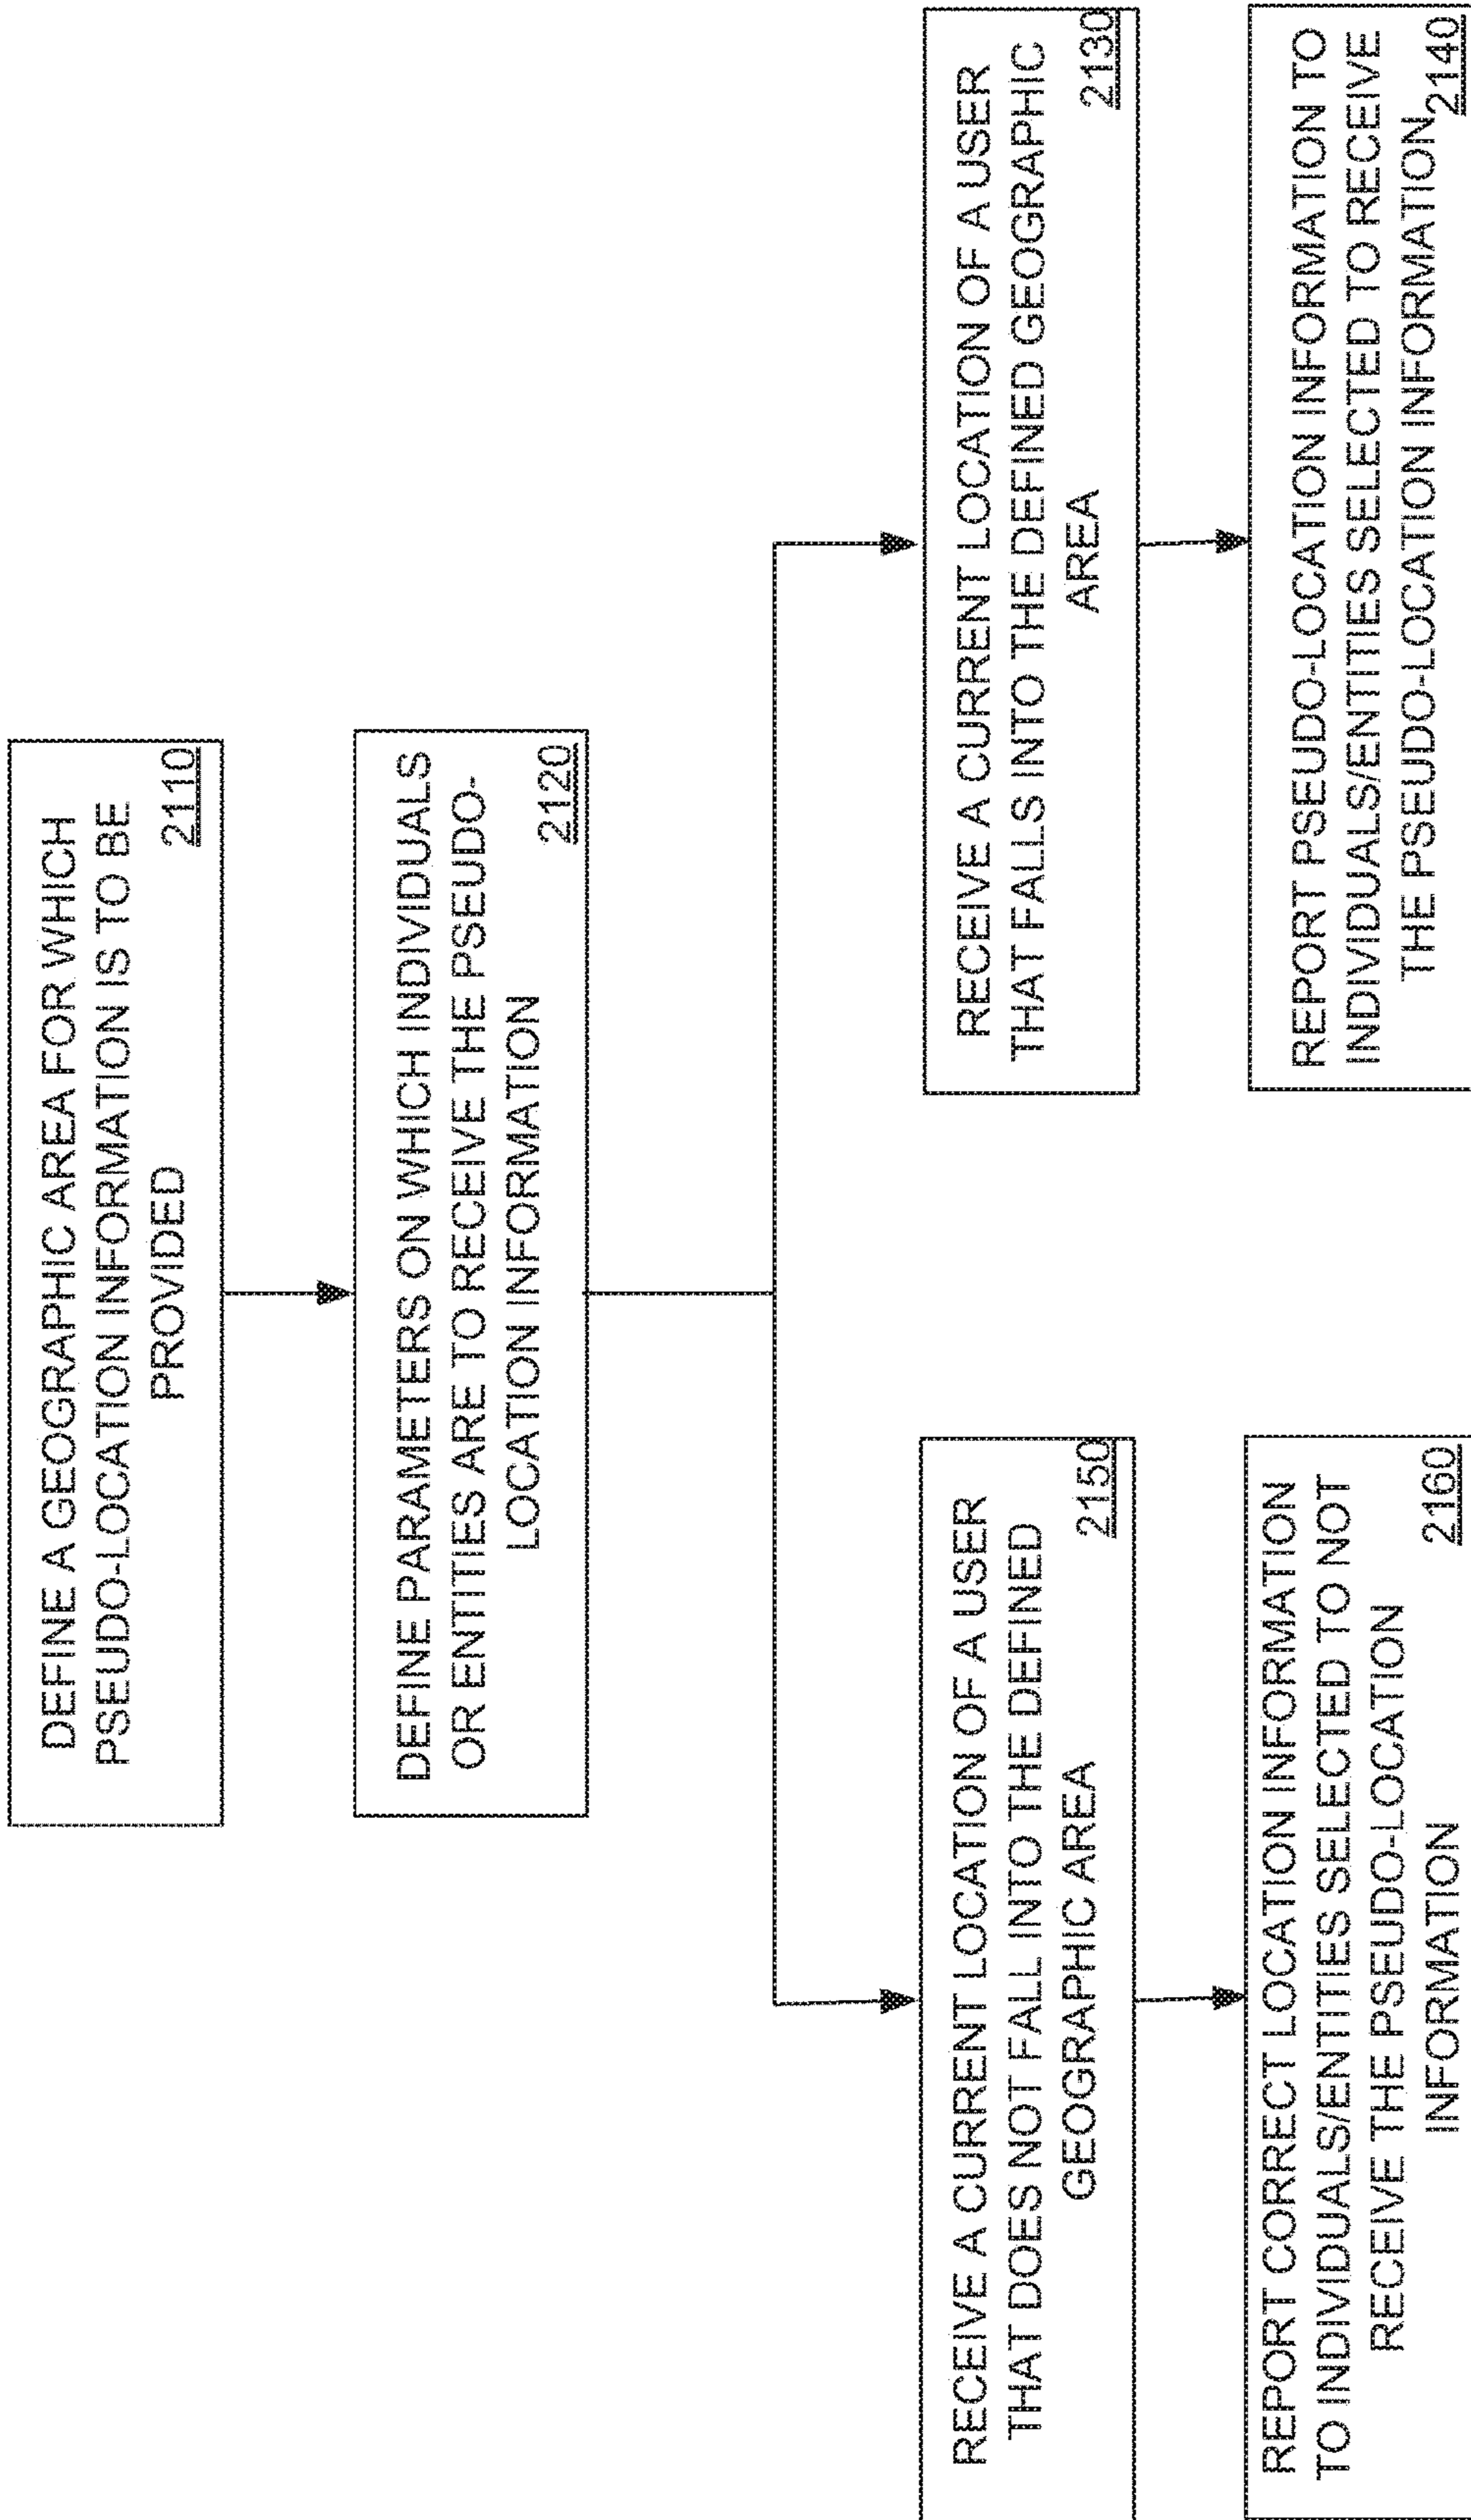 DEFINE A GEOGRAPHIC AREA FOR WHICH
PSEUDO-LOCATION INFORMATION IS TO BE
PROVIDED
2110
DEFINE PARAMETERS ON WHICH INDIVIDUALS
OR ENTITIES ARE TO RECEIVE THE PSEUDO-
LOCATION INFORMATION
2120
RECEIVE A CURRENT LOCATION OF A USER
THAT DOES NOT FALL INTO THE DEFINED
GEOGRAPHIC AREA
2150
REPORT CORRECT LOCATION INFORMATION
TO INDIVIDUALS/ENTITIES SELECTED TO NOT
RECEIVE THE PSEUDO-LOCATION
INFORMATION
2160
RECEIVE A CURRENT LOCATION OF A USER
THAT FALLS INTO THE DEFINED GEOGRAPHIC
AREA
2130
REPORT PSEUDO-LOCATION INFORMATION TO
INDIVIDUALS/ENTITIES SELECTED TO RECEIVE
THE PSEUDO-LOCATION INFORMATION
2140